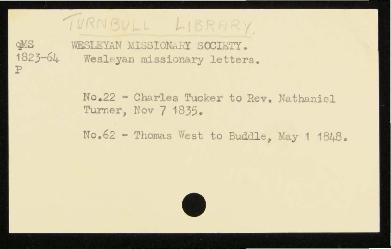 TURNBULL LIBRARY.
qMS WESLEYAN MISSIONARY SOCIETY.
1823-64 Wesleyan missionary letters.
P
No.22 - Charles Tucker to Rev. Nathaniel
Turner, Nov 7 1835.
No.62 - Thomas West to Buddle, May 1 1848.